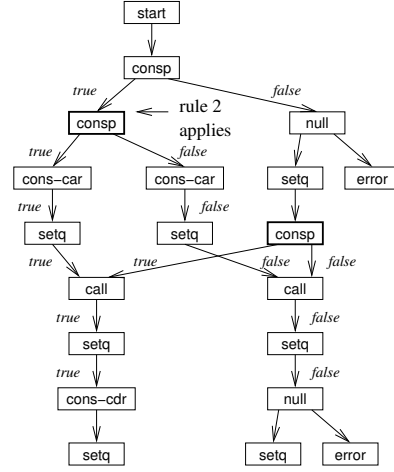 start
consp
true
false
consp
rule 2
applies
null
true
false
cons−car
cons−car
setq
error
true
false
setq
setq
consp
true
true
false
false
call
call
true
false
setq
setq
true
false
cons−cdr
null
setq
setq
error